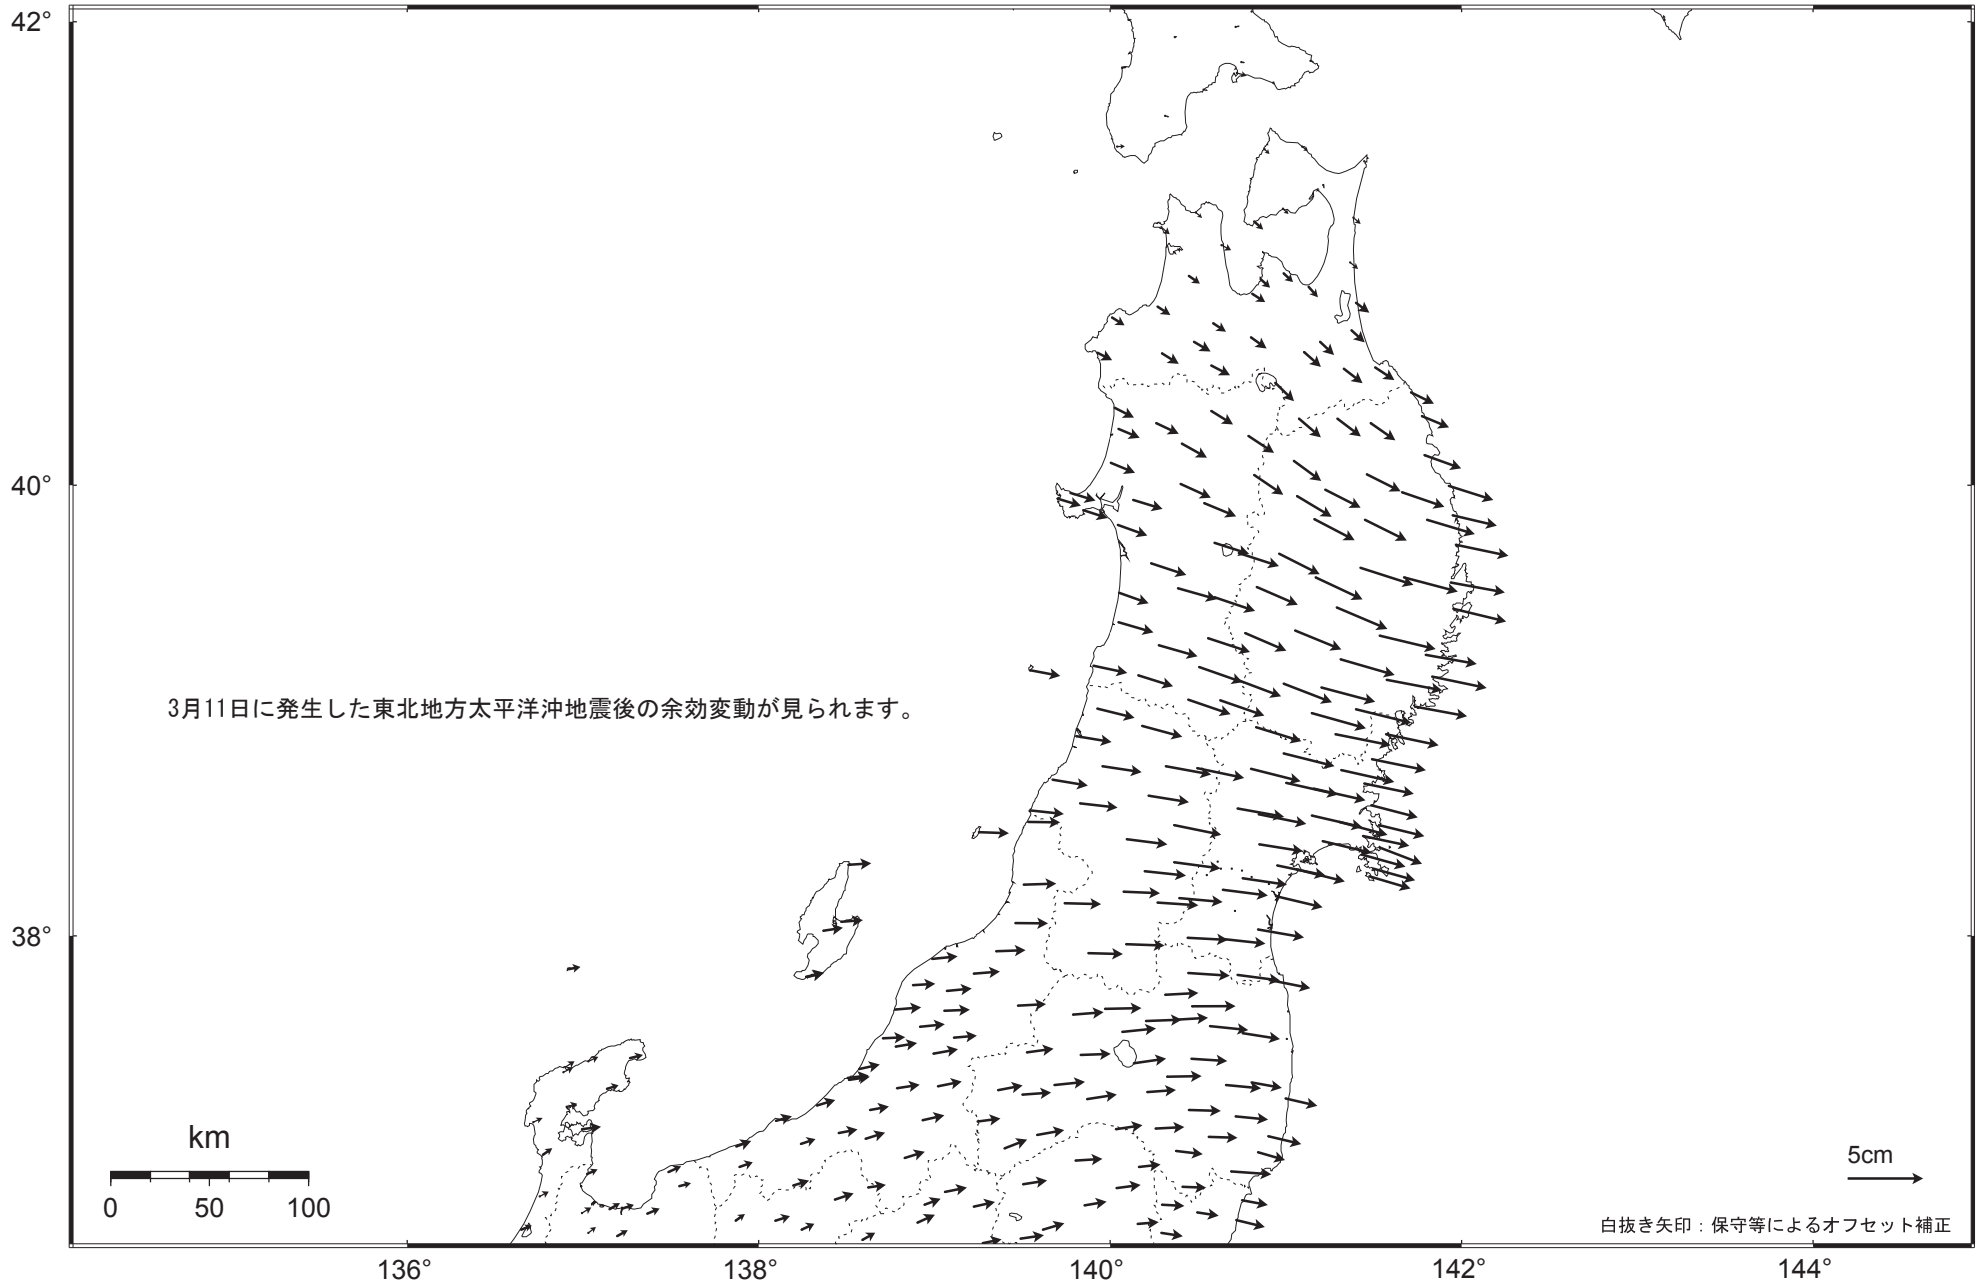 42°
40°
3月11日に発生した東北地方太平洋沖地震後の余効変動が見られます。
38°
km
0 50 100
5cm
白抜き矢印：保守等によるオフセット補正
136° 138° 140° 142° 144°